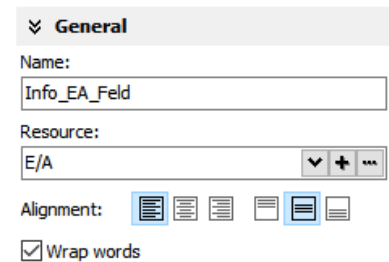 General
Name:
Info_EA_Feld
Resource:
E/A
Alignment:
Wrap words